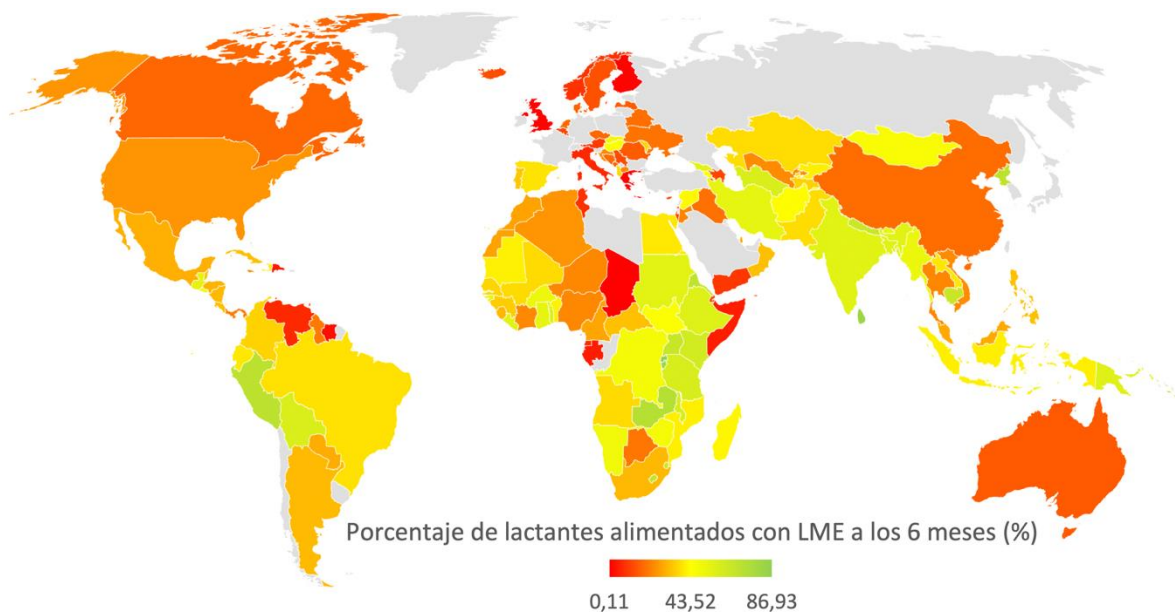 Porcentaje de lactantes alimentados con LME a los 6 meses (%)
0,11 43,52 86,93